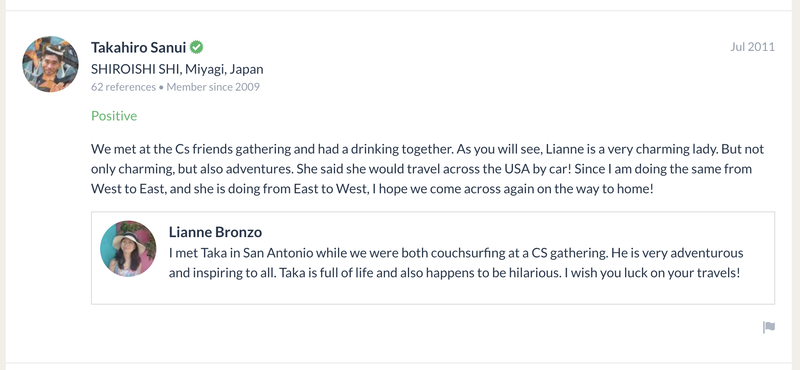 Takahiro Sanui
Jul 2011
SHIROISHI SHI, Miyagi, Japan
62 references • Member since 2009
Positive
We met at the Cs friends gathering and had a drinking together. As you will see, Lianne is a very charming lady. But not
only charming, but also adventures. She said she would travel across the USA by car! Since I am doing the same from
West to East, and she is doing from East to West, I hope we come across again on the way to home!
Lianne Bronzo
I met Taka in San Antonio while we were both couchsurfing at a CS gathering. He is very adventurous
and inspiring to all. Taka is full of life and also happens to be hilarious. I wish you luck on your travels!